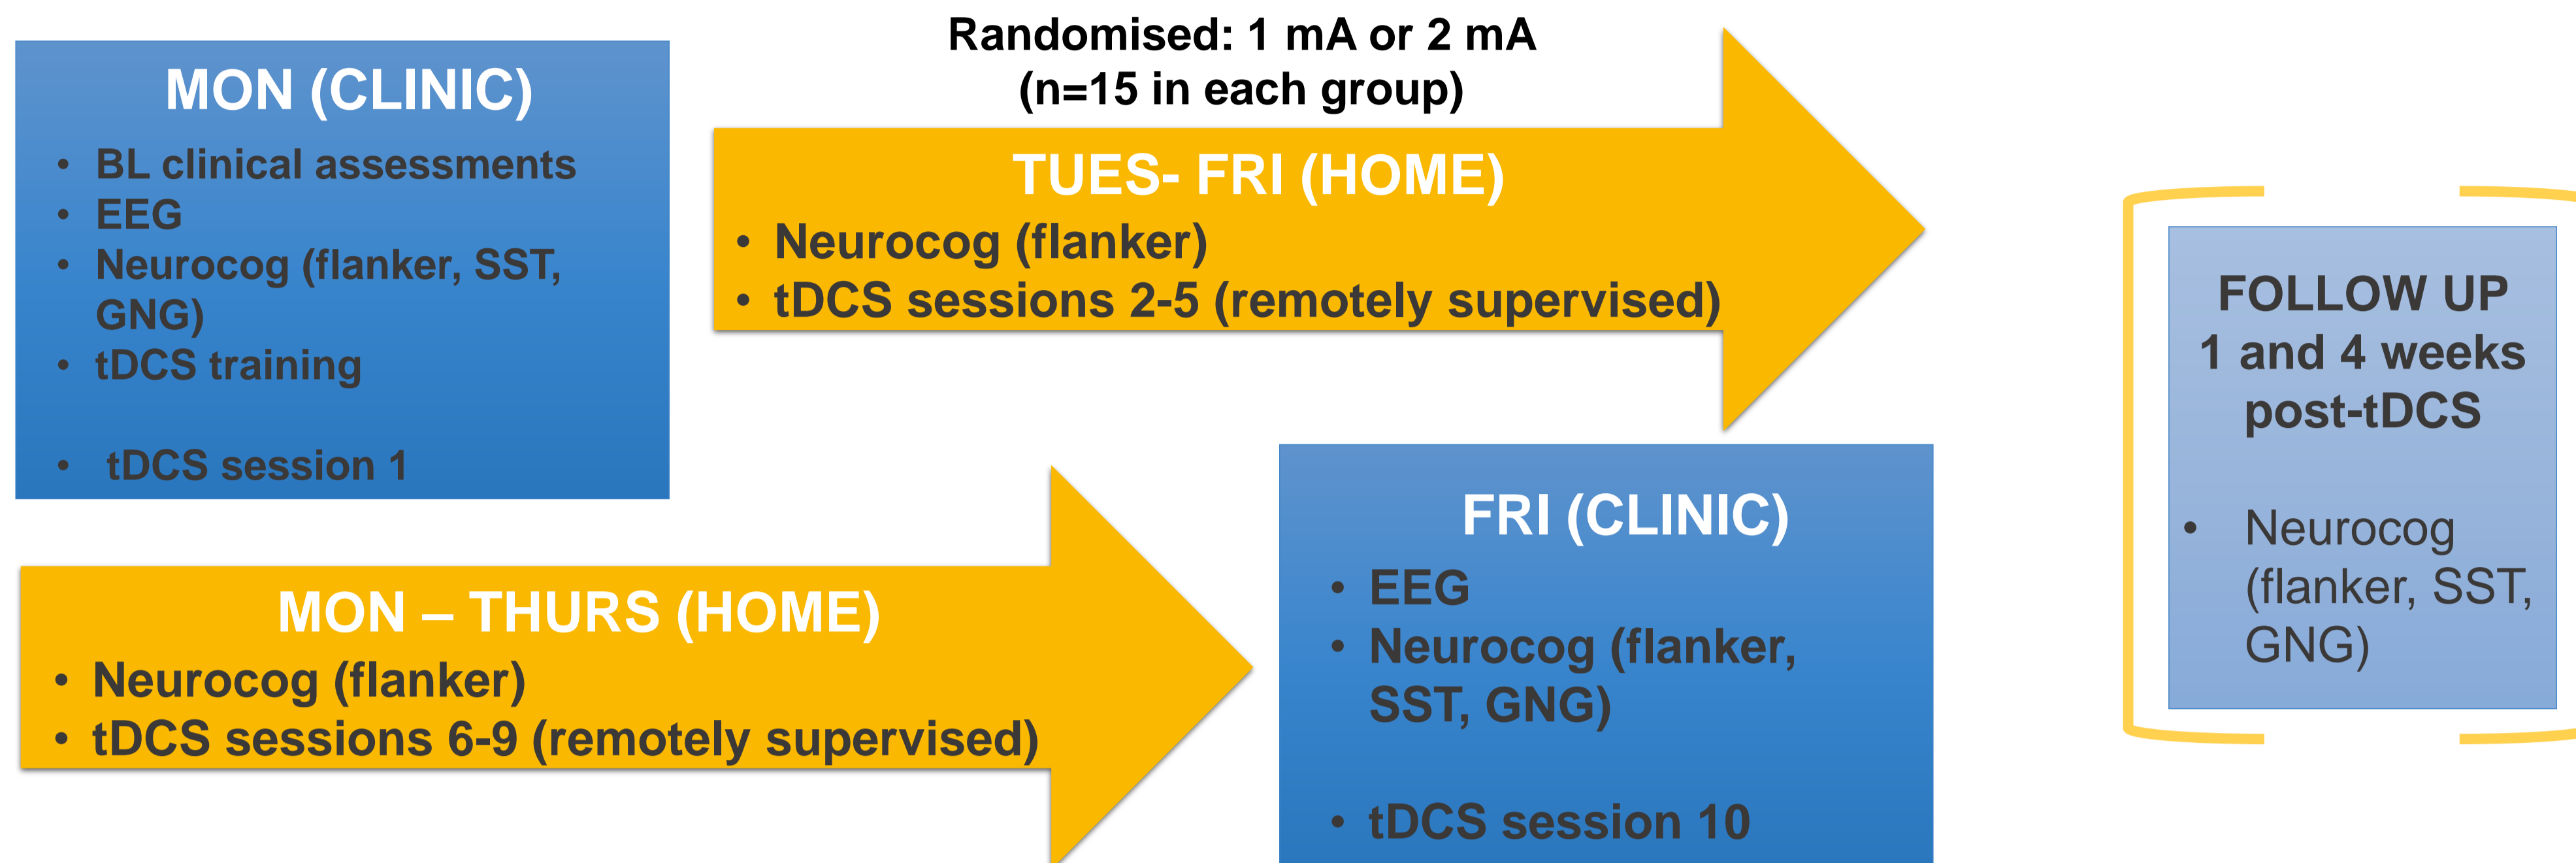 MON (CLINIC)
• BL clinical assessments
• EEG
• Neurocog (flanker, SST,
GNG)
• tDCS training
• tDCS session 1
Randomised: 1 mA or 2 mA
(n=15 in each group)
TUES- FRI (HOME)
• Neurocog (flanker)
• tDCS sessions 2-5 (remotely supervised)
MON – THURS (HOME)
• Neurocog (flanker)
• tDCS sessions 6-9 (remotely supervised)
FRI (CLINIC)
• EEG
• Neurocog (flanker,
SST, GNG)
• tDCS session 10
FOLLOW UP
1 and 4 weeks
post-tDCS
• Neurocog
(flanker, SST,
GNG)